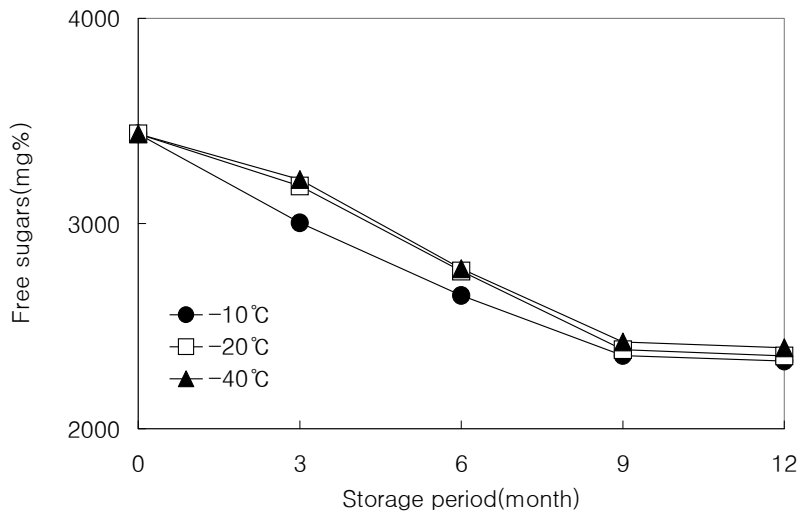 4000
3000
2000
Free sugars(mg%)
-10℃
-20℃
-40℃
0 3 6 9 12
Storage period(month)